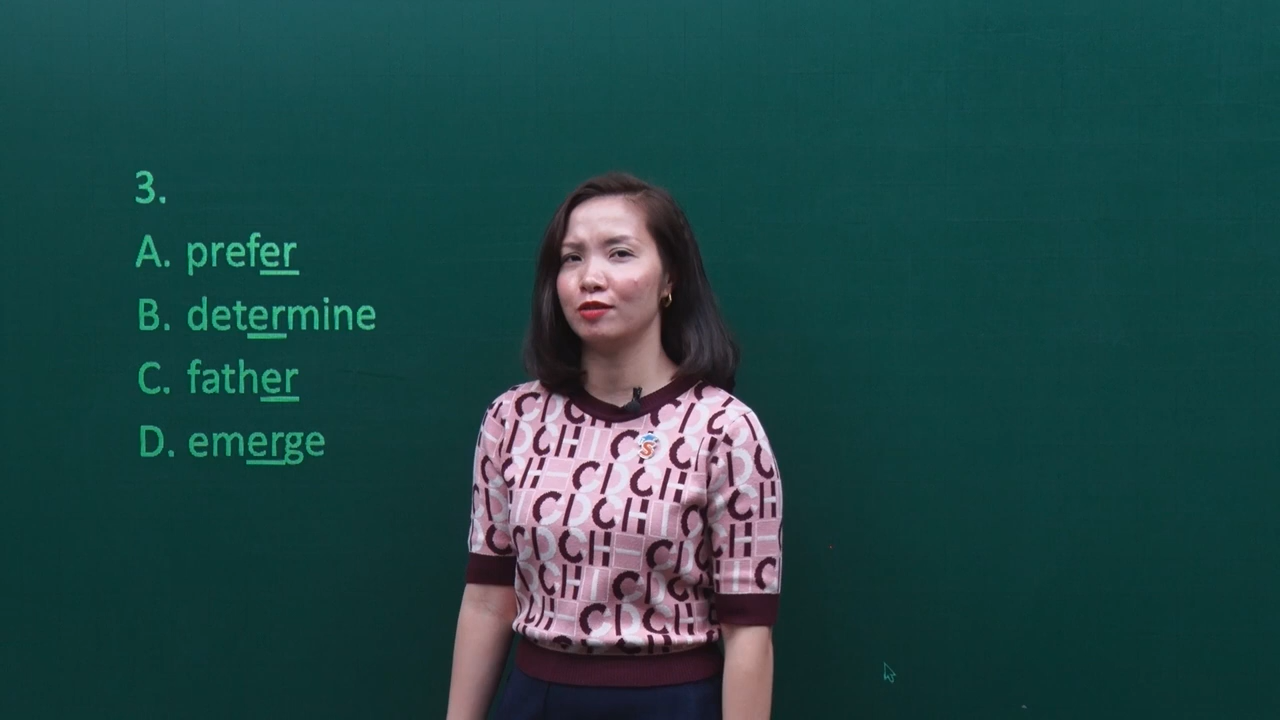 3.
A. prefer
B. determine
C. father
D. emerge